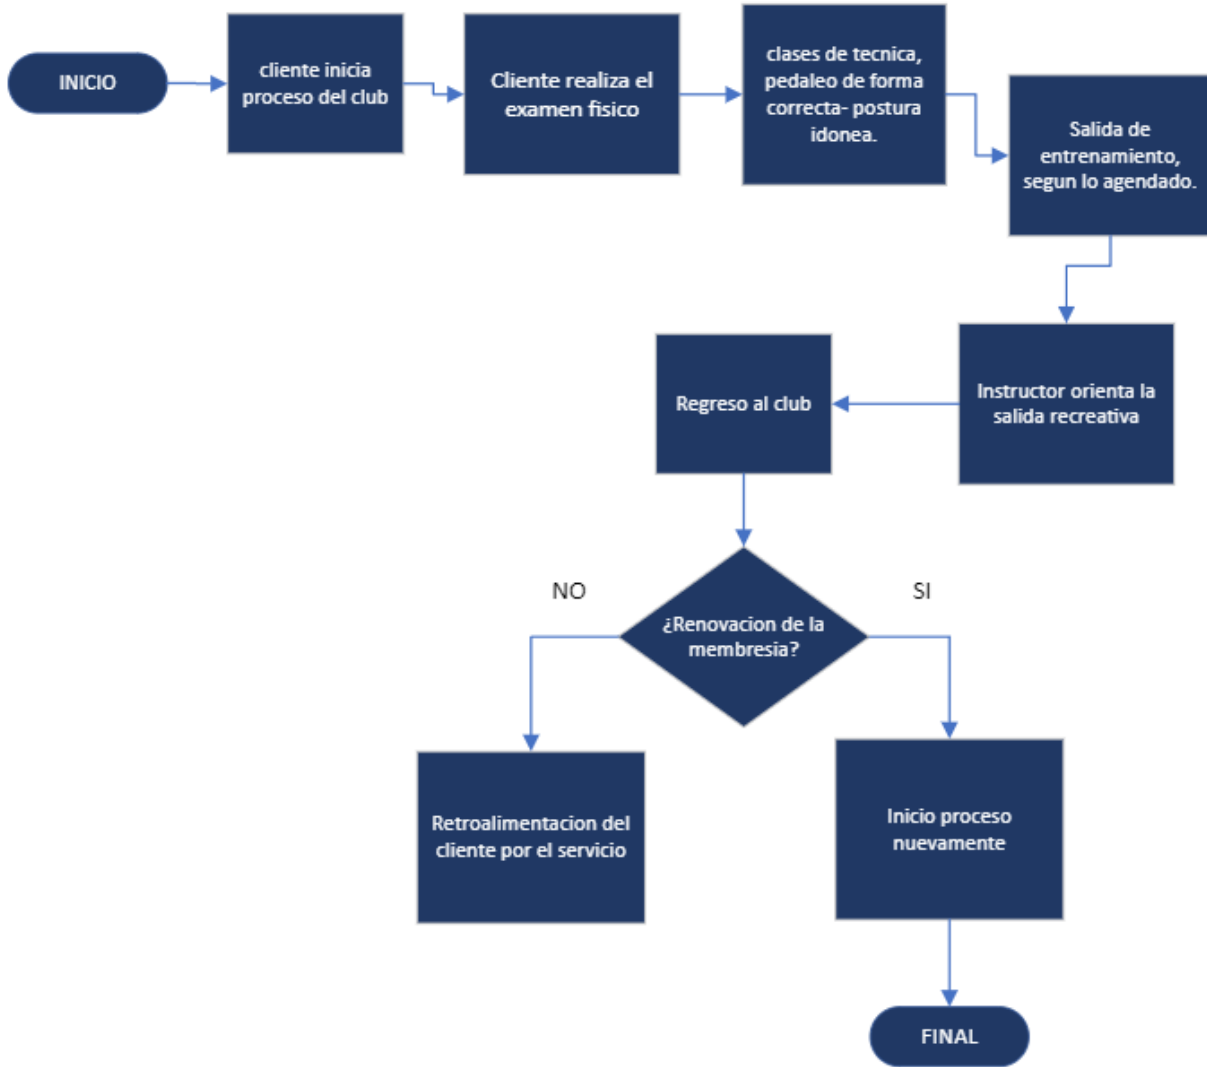 INICIO
cliente inicia
proceso del club
Cliente realiza el
examen fisico
clases de tecnica,
pedaleo de forma
correcta- postura
idonea.
Salida de
entrenamiento,
segun lo agendado.
Instructor orienta la
salida recreativa
Regreso al club
¿Renovacion de la
membresia?
NO
SI
Retroalimentacion del
cliente por el servicio
Inicio proceso
nuevamente
FINAL